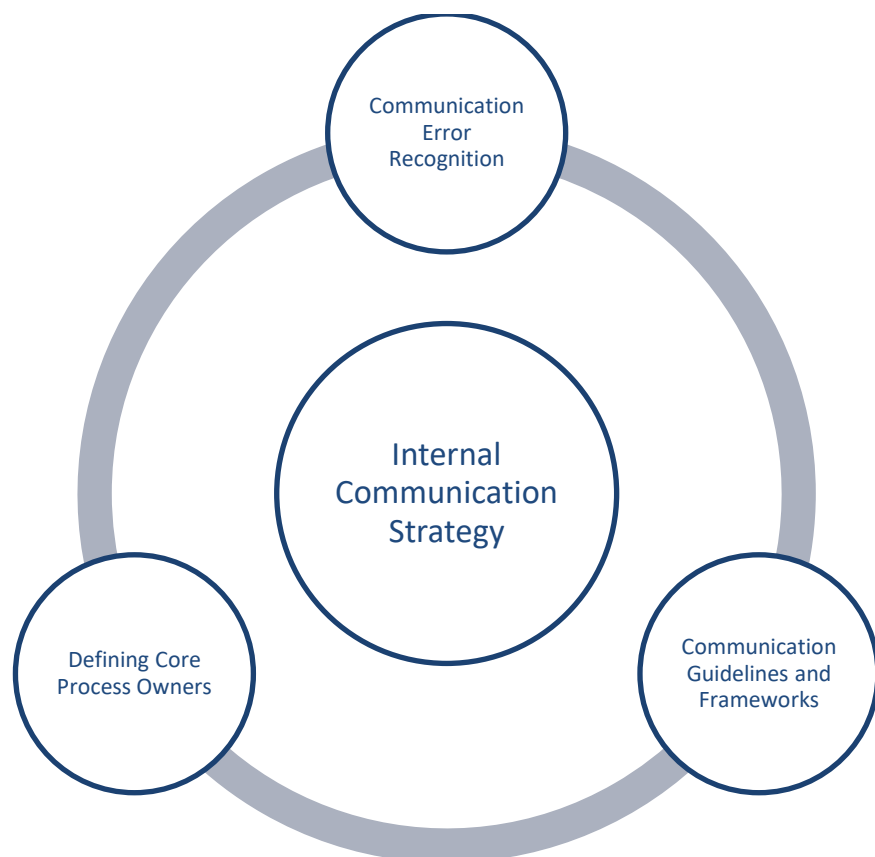 Communication
Error
Recognition
Internal
Communication
Strategy
Defining Core
Process Owners
Communication
Guidelines and
Frameworks